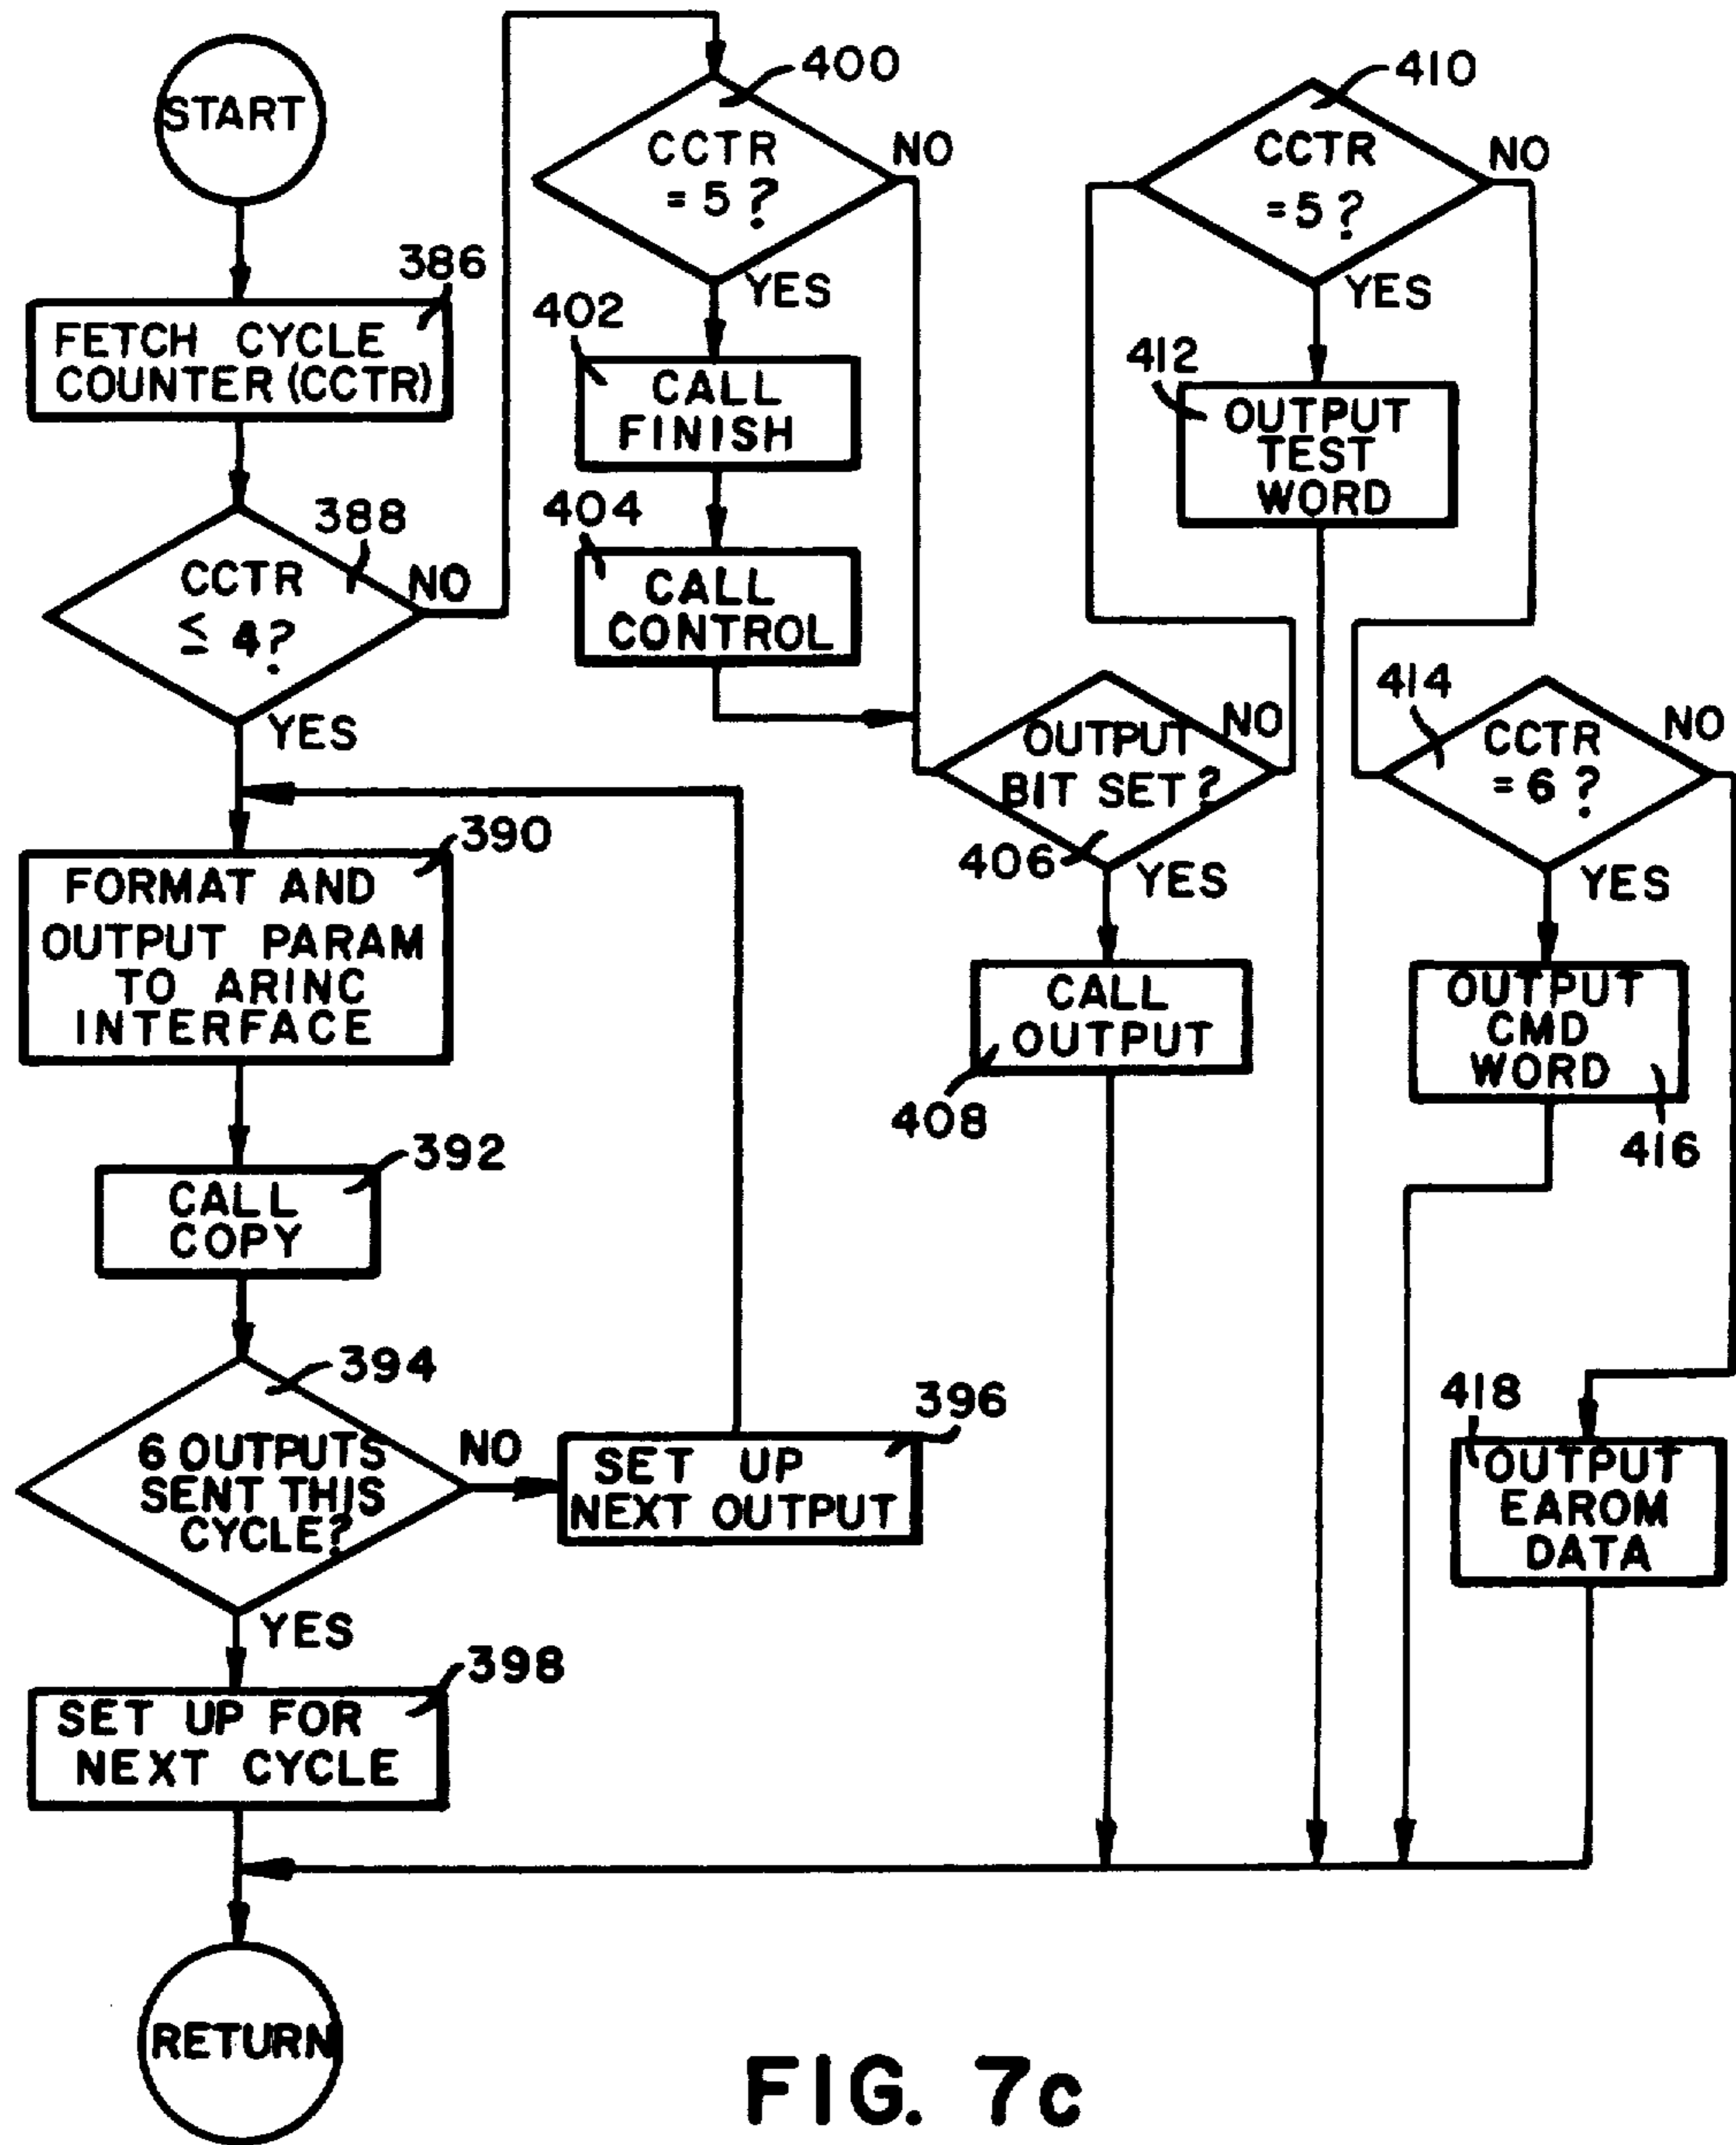 START
386
FETCH CYCLE
COUNTER (CCTR)
388
CCTR
≤ 4?
NO
YES
390
FORMAT AND
OUTPUT PARAM
TO ARINC
INTERFACE
392
CALL
COPY
394
6 OUTPUTS
SENT THIS
CYCLE?
NO
YES
396
SET UP
NEXT OUTPUT
398
SET UP FOR
NEXT CYCLE
RETURN
400
CCTR
= 5?
NO
YES
402
CALL
FINISH
404
CALL
CONTROL
OUTPUT
BIT SET?
NO
406
YES
CALL
OUTPUT
408
410
CCTR
=5?
NO
YES
412
OUTPUT
TEST
WORD
414
CCTR
= 6?
NO
YES
OUTPUT
CMD
WORD
416
418
OUTPUT
EAROM
DATA
FIG. 7c